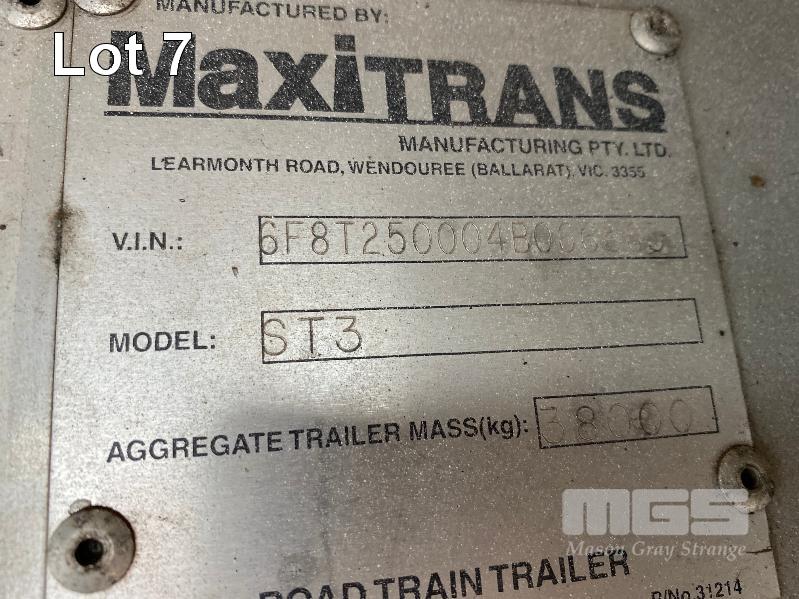 MANUFACTURED BY:
Lot 7
MaxiTRANS
MANUFACTURING PTY. LTD.
LEARMONTH ROAD, WENDOUREE (BALLARAT), VIC. 3355
V.I.N.:
MODEL: ST3
AGGREGATE TRAILER MASS(kg): 38000
MGS
Mason Gray Strange
ROAD TRAIN TRAILER
P/No.31214